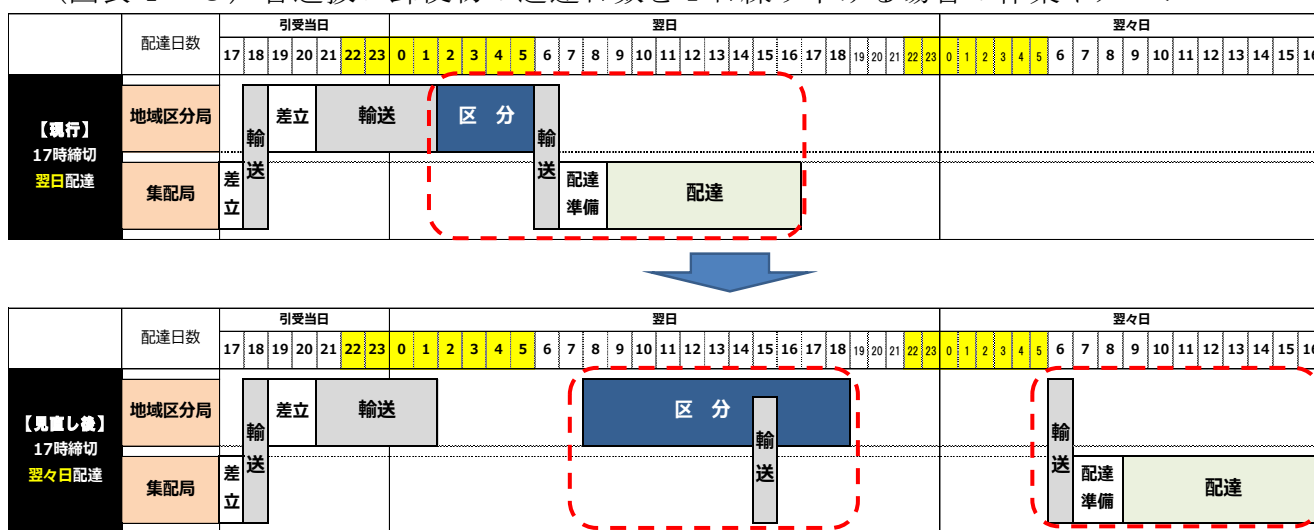 配達日数
引受当日
翌日
翌々日
17 18 19 20 21 22 23 0 1 2 3 4 5 6 7 8 9 10 11 12 13 14 15 16 17 18 19 20 21 22 23 0 1 2 3 4 5 6 7 8 9 10 11 12 13 14 15
【現行】
17時締切
翌日配達
地域区分局
輸送
差立
輸送
区 分
輸送
集配局
差立
配達準備
配達
配達日数
引受当日
翌日
翌々日
17 18 19 20 21 22 23 0 1 2 3 4 5 6 7 8 9 10 11 12 13 14 15 16 17 18 19 20 21 22 23 0 1 2 3 4 5 6 7 8 9 10 11 12 13 14 15
【見直し後】
17時締切
翌々日配達
地域区分局
輸送
差立
輸送
区 分
輸送
輸送
集配局
差立
配達準備
配達